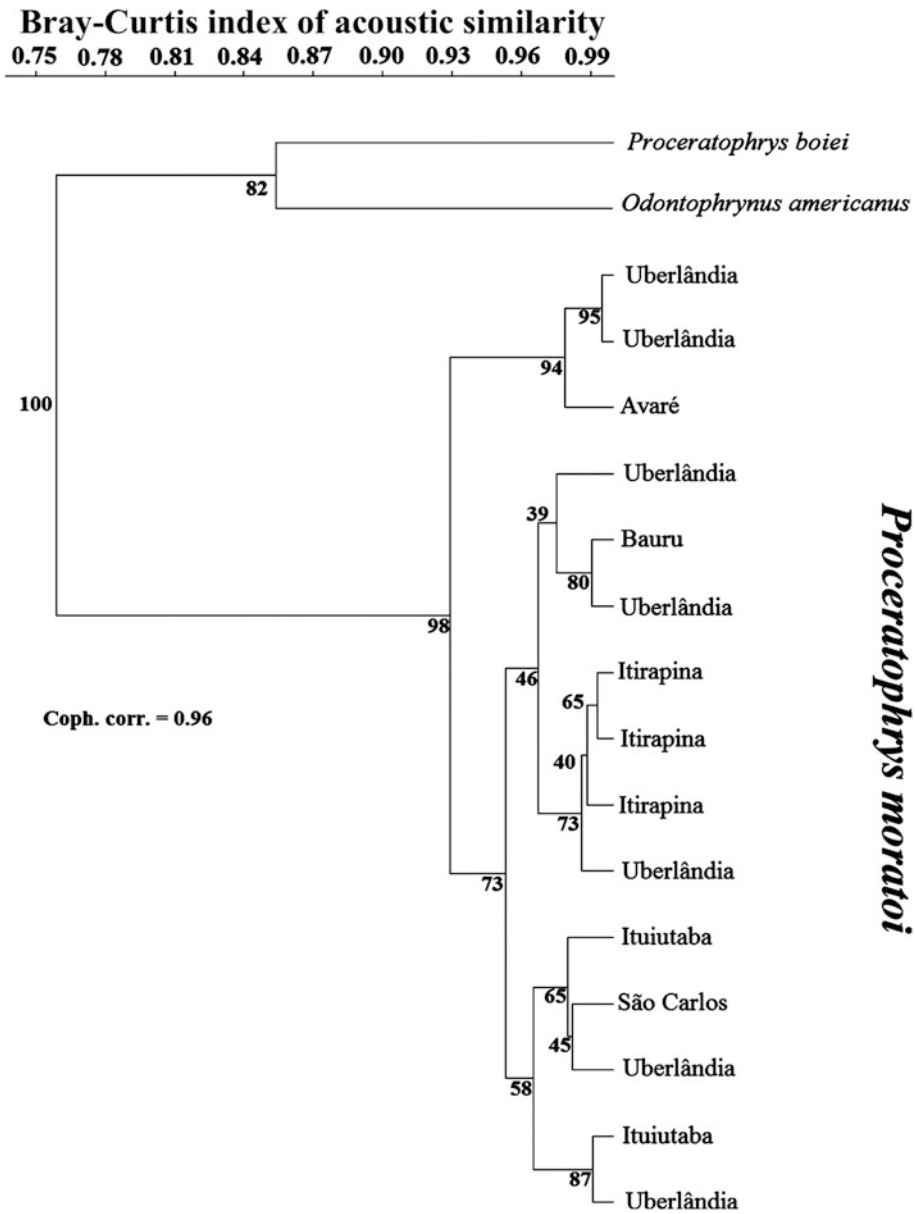 Bray-Curtis index of acoustic similarity
0.75 0.78 0.81 0.84 0.87 0.90 0.93 0.96 0.99
Proceratophrys boiei
82
Odontophrynus americanus
Uberlândia
95
Uberlândia
94
Avaré
100
Uberlândia
39
Bauru
80
Uberlândia
98
Itirapina
46
65
Coph. corr. = 0.96
Itirapina
40
Itirapina
73
Uberlândia
73
Proceratophrys moratoi
Ituiutaba
65
São Carlos
45
Uberlândia
58
Ituiutaba
87
Uberlândia